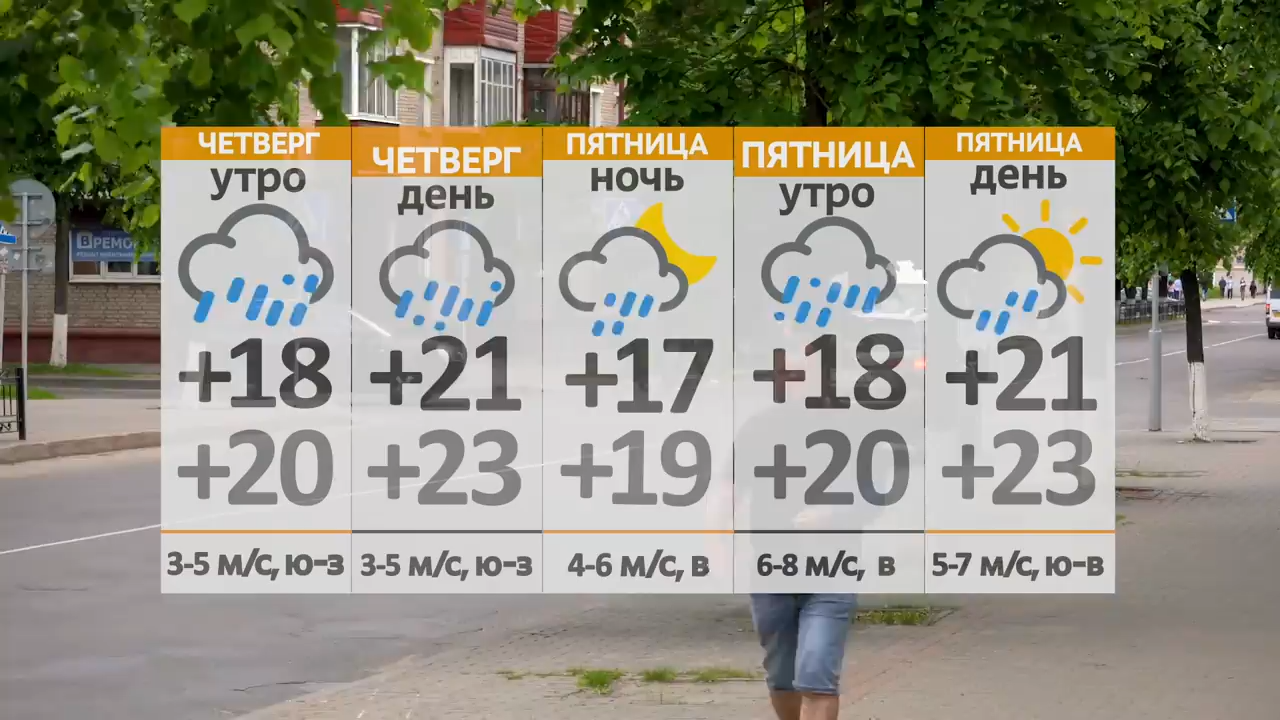 ЧЕТВЕРГ
утро
+18
+20
3-5 м/с, ю-з
ЧЕТВЕРГ
день
+21
+23
3-5 м/с, ю-з
ПЯТНИЦА
ночь
+17
+19
4-6 м/с, в
ПЯТНИЦА
утро
+18
+20
6-8 м/с, в
ПЯТНИЦА
день
+21
+23
5-7 м/с, ю-в